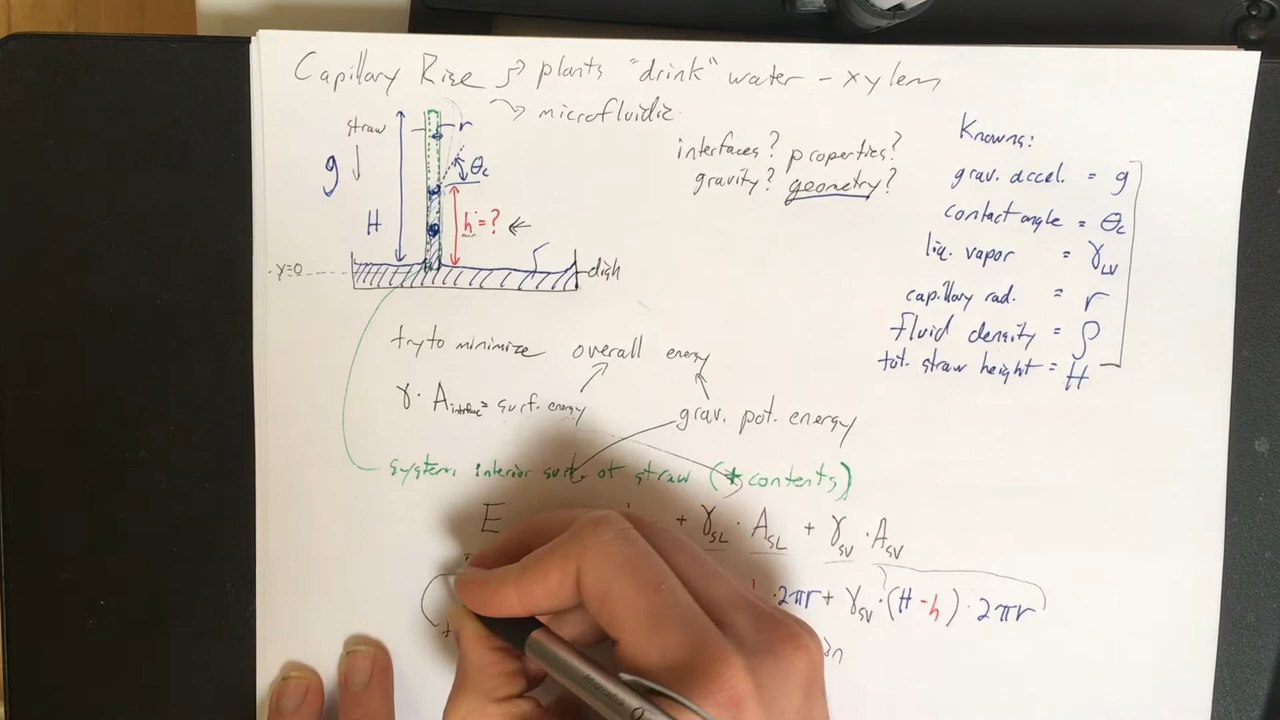 Capillary Rise → plants "drink" water - xylem
→ microfluidic
straw
r
g
θc
H
h = ?
y=0
dish
interfaces? properties?
gravity? geometry?
Knowns:
grav. accel. = g
contact angle = θc
liq. vapor = γLV
capillary rad. = r
fluid density = ρ
tot. straw height = H
try to minimize overall energy
γ · Ainterface = surf. energy
grav. pot. energy
system interior surf. of straw (+ contents)
E + γSL · ASL + γSV · ASV
· 2πr + γSV · (H - h) · 2πr